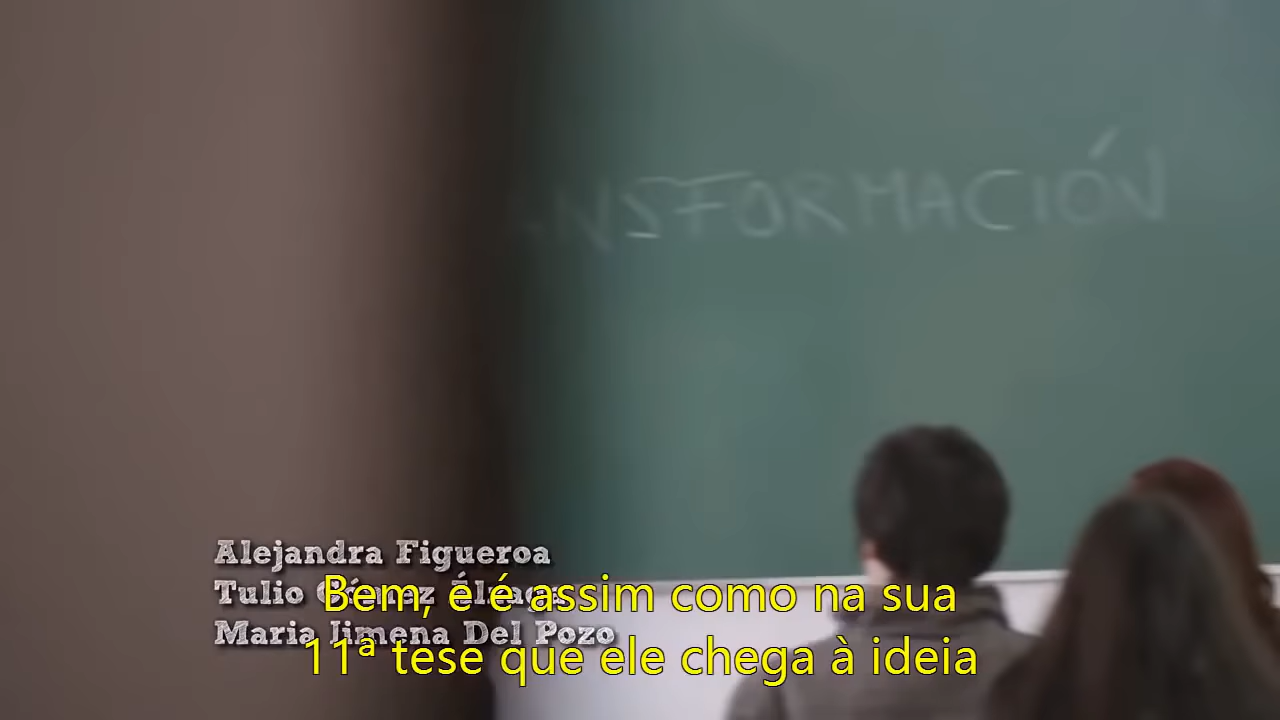 NSFORMACIÓN
Alejandra Figueroa
Tulio
Maria Jimena Del Pozo
Bem, é é assim como na sua
11ª tese que ele chega à ideia